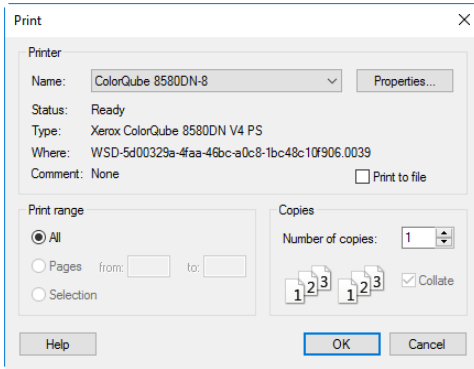 Print
Printer
Name: ColorQube 8580DN-8 Properties...
Status: Ready
Type: Xerox ColorQube 8580DN V4 PS
Where: WSD-5d00329a-4faa-46bc-a0c8-1bc48c10f906.0039
Comment: None Print to file
Print range Copies
All Number of copies: 1
Pages from: to: 1 2 3 1 2 3 Collate
Selection
Help OK Cancel